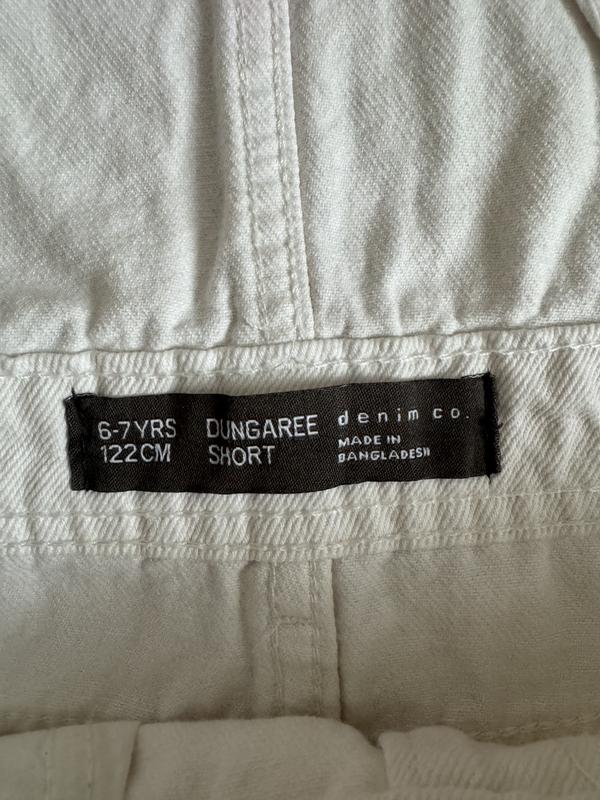 6-7YRS
122CM
DUNGAREE
SHORT
denim co.
MADE IN
BANGLADESH